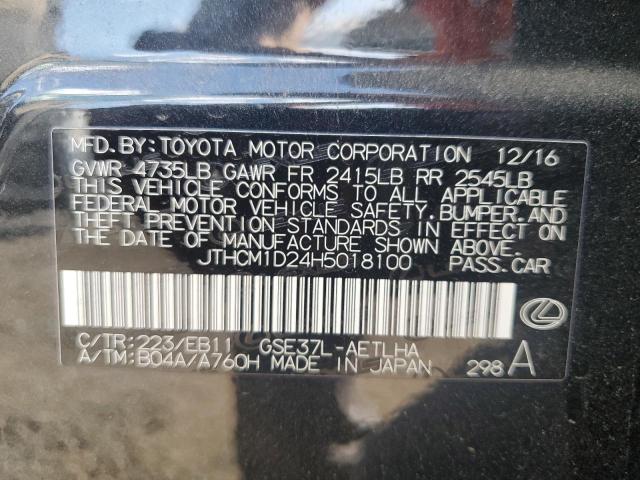 MFD.BY:TOYOTA MOTOR CORPORATION 12/16
GVWR 4735LB GAWR FR 2415LB RR 2545LB
THIS VEHICLE CONFORMS TO ALL APPLICABLE
FEDERAL MOTOR VEHICLE SAFETY,BUMPER,AND
THEFT PREVENTION STANDARDS IN EFFECT ON
THE DATE OF MANUFACTURE SHOWN ABOVE.
JTHCM1D24H5018100 PASS.CAR
C/TR:223/EB11 GSE37L-AETLHA
A/TM:B04A/A760H MADE IN JAPAN 298 A